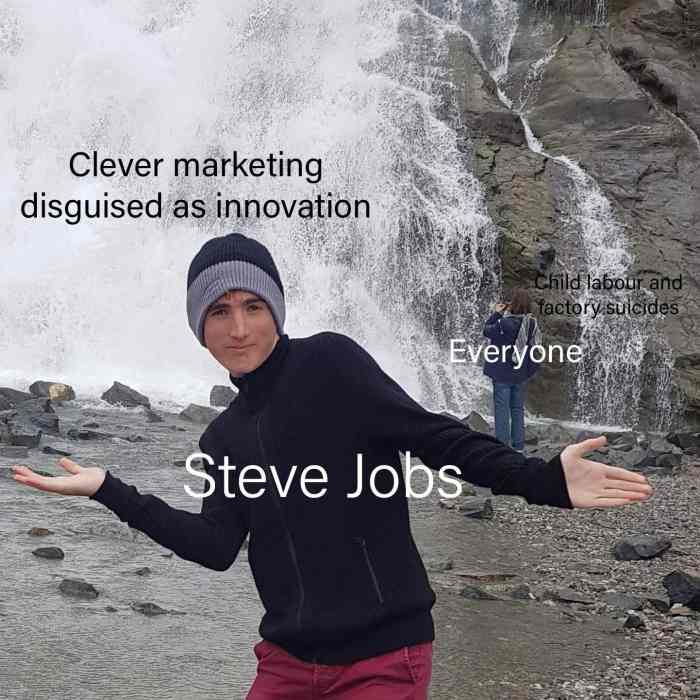 Clever marketing
disguised as innovation
Child labour and
factory suicides
Everyone
Steve Jobs